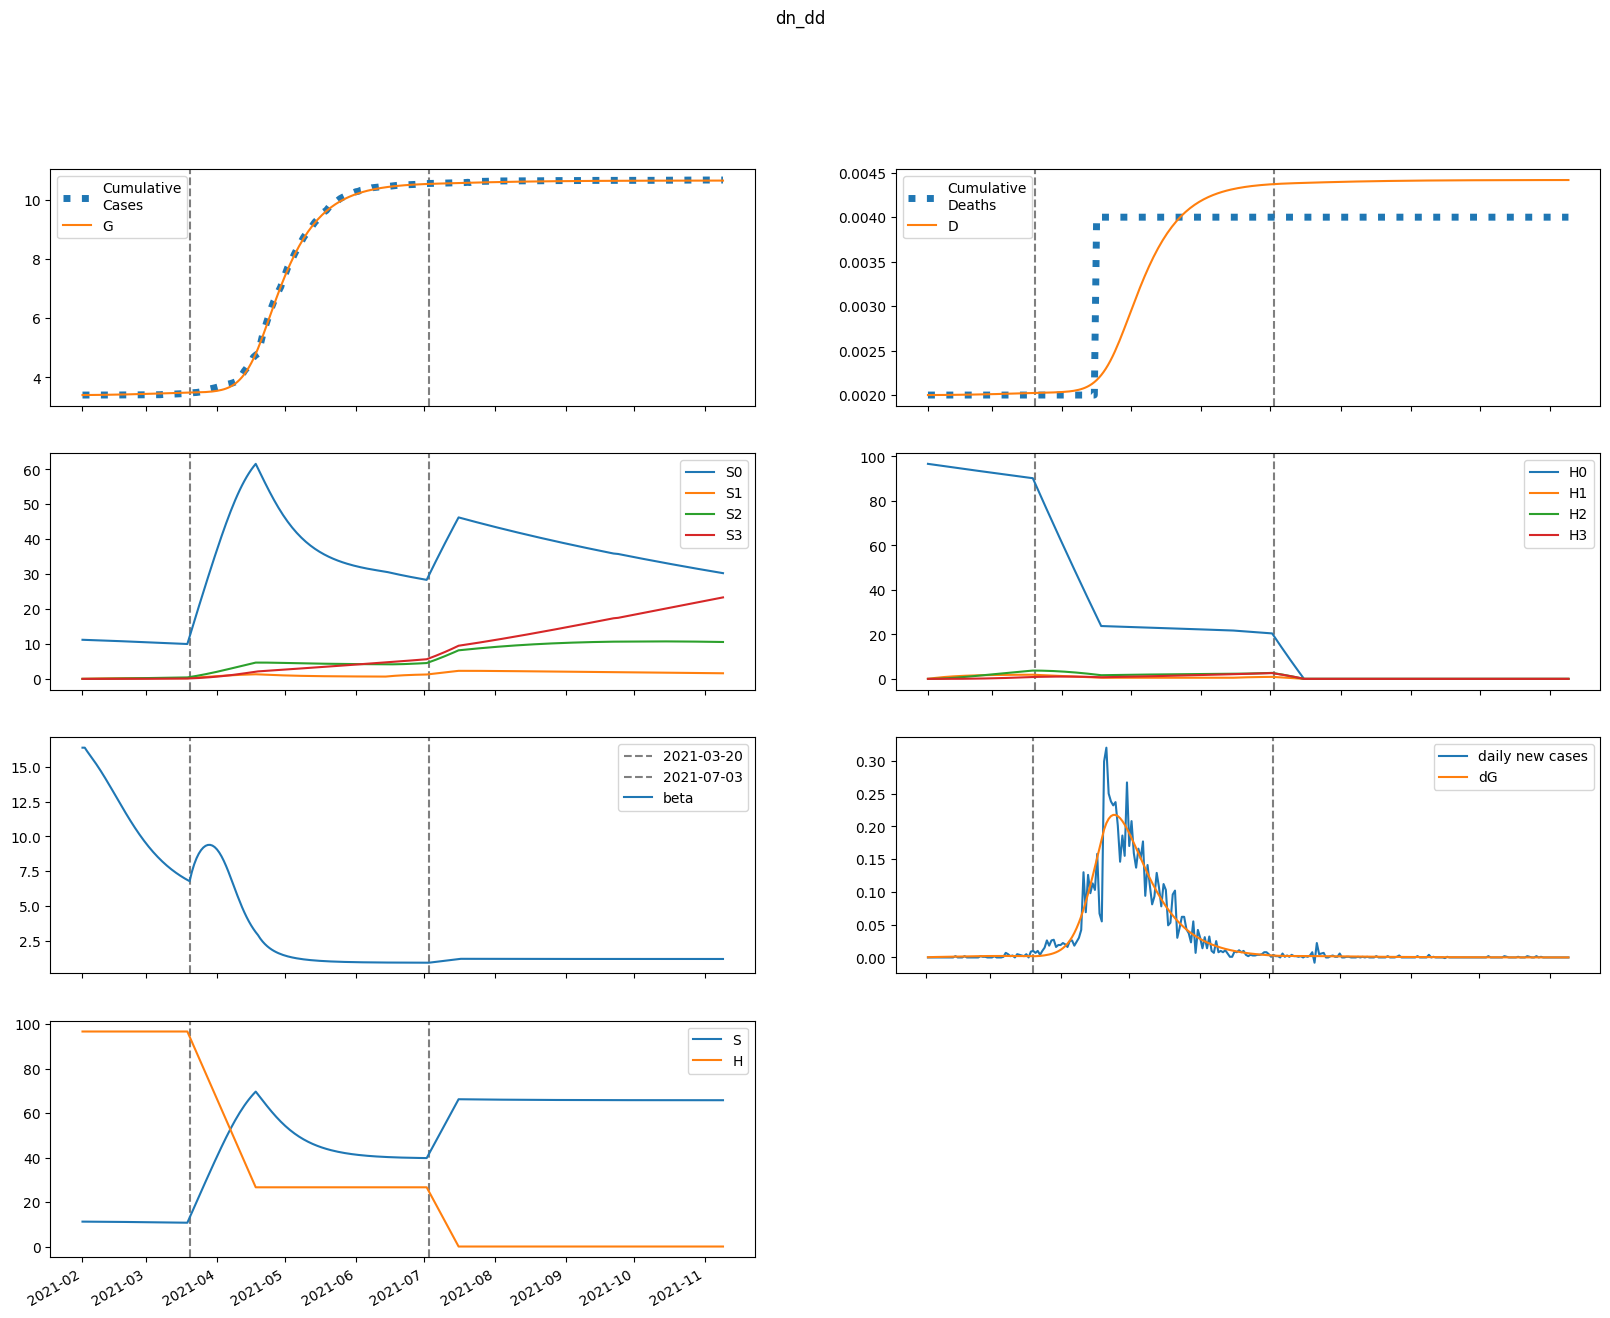 dn_dd
10
8
6
4
Cumulative
Cases
G
0.0045
0.0040
0.0035
0.0030
0.0025
0.0020
Cumulative
Deaths
D
60
50
40
30
20
10
0
S0
S1
S2
S3
100
80
60
40
20
0
H0
H1
H2
H3
15.0
12.5
10.0
7.5
5.0
2.5
2021-03-20
2021-07-03
beta
0.30
0.25
0.20
0.15
0.10
0.05
0.00
daily new cases
dG
100
80
60
40
20
0
S
H
2021-02
2021-03
2021-04
2021-05
2021-06
2021-07
2021-08
2021-09
2021-10
2021-11